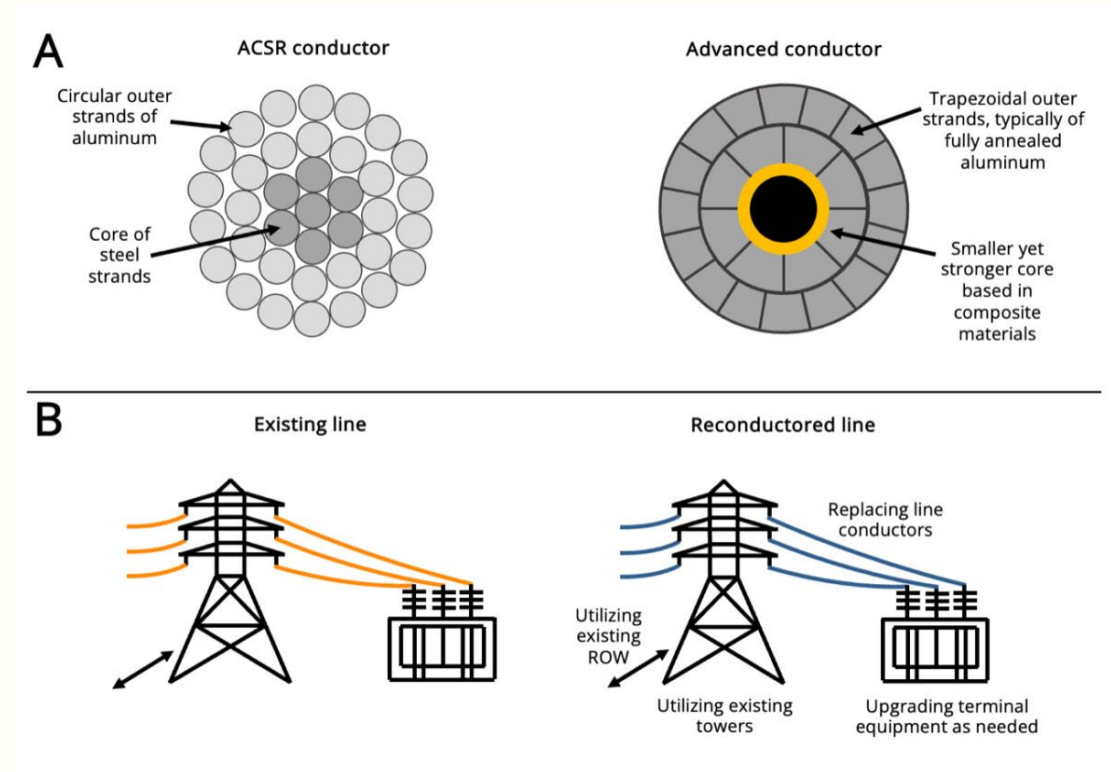 A
ACSR conductor
Circular outer
strands of
aluminum
Core of
steel
strands
Advanced conductor
Trapezoidal outer
strands, typically of
fully annealed
aluminum
Smaller yet
stronger core
based in
composite
materials
B
Existing line
Reconductored line
Replacing line
conductors
Utilizing
existing
ROW
Utilizing existing
towers
Upgrading terminal
equipment as needed